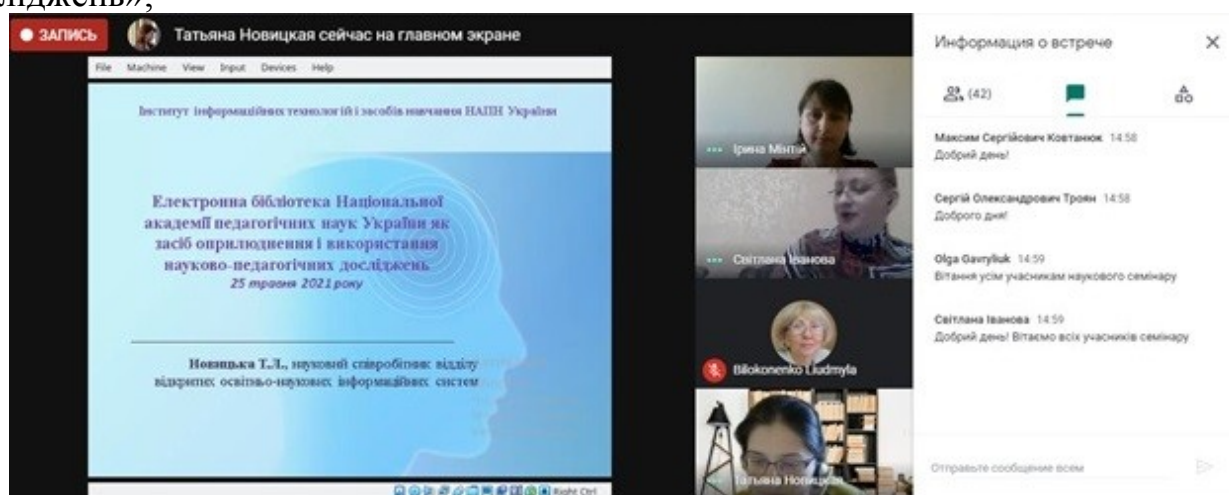 ліджень»,
ЗАПИСЬ
Татьяна Новицкая сейчас на главном экране
File Machine View Input Devices Help
Інститут інформаційних технологій і засобів навчання НАПН України
Електронна бібліотека Національної
академії педагогічних наук України як
засіб оприлюднення і використання
науково-педагогічних досліджень
25 травня 2021 року
Новицька Т.Л., науковий співробітник відділу
відкритих освітньо-наукових інформаційних систем
Right Ctrl
Ірина Мінтій
Світлана Іванова
Bilokonenko Liudmyla
Татьяна Новицкая
Информация о встрече
(42)
Максим Сергійович Ковтанюк 14:58
Добрий день!
Сергій Олександрович Троян 14:58
Доброго дня!
Olga Gavryliuk 14:59
Вітання усім учасникам наукового семінару
Світлана Іванова 14:59
Добрий день! Вітаємо всіх учасників семінару
Отправьте сообщение всем